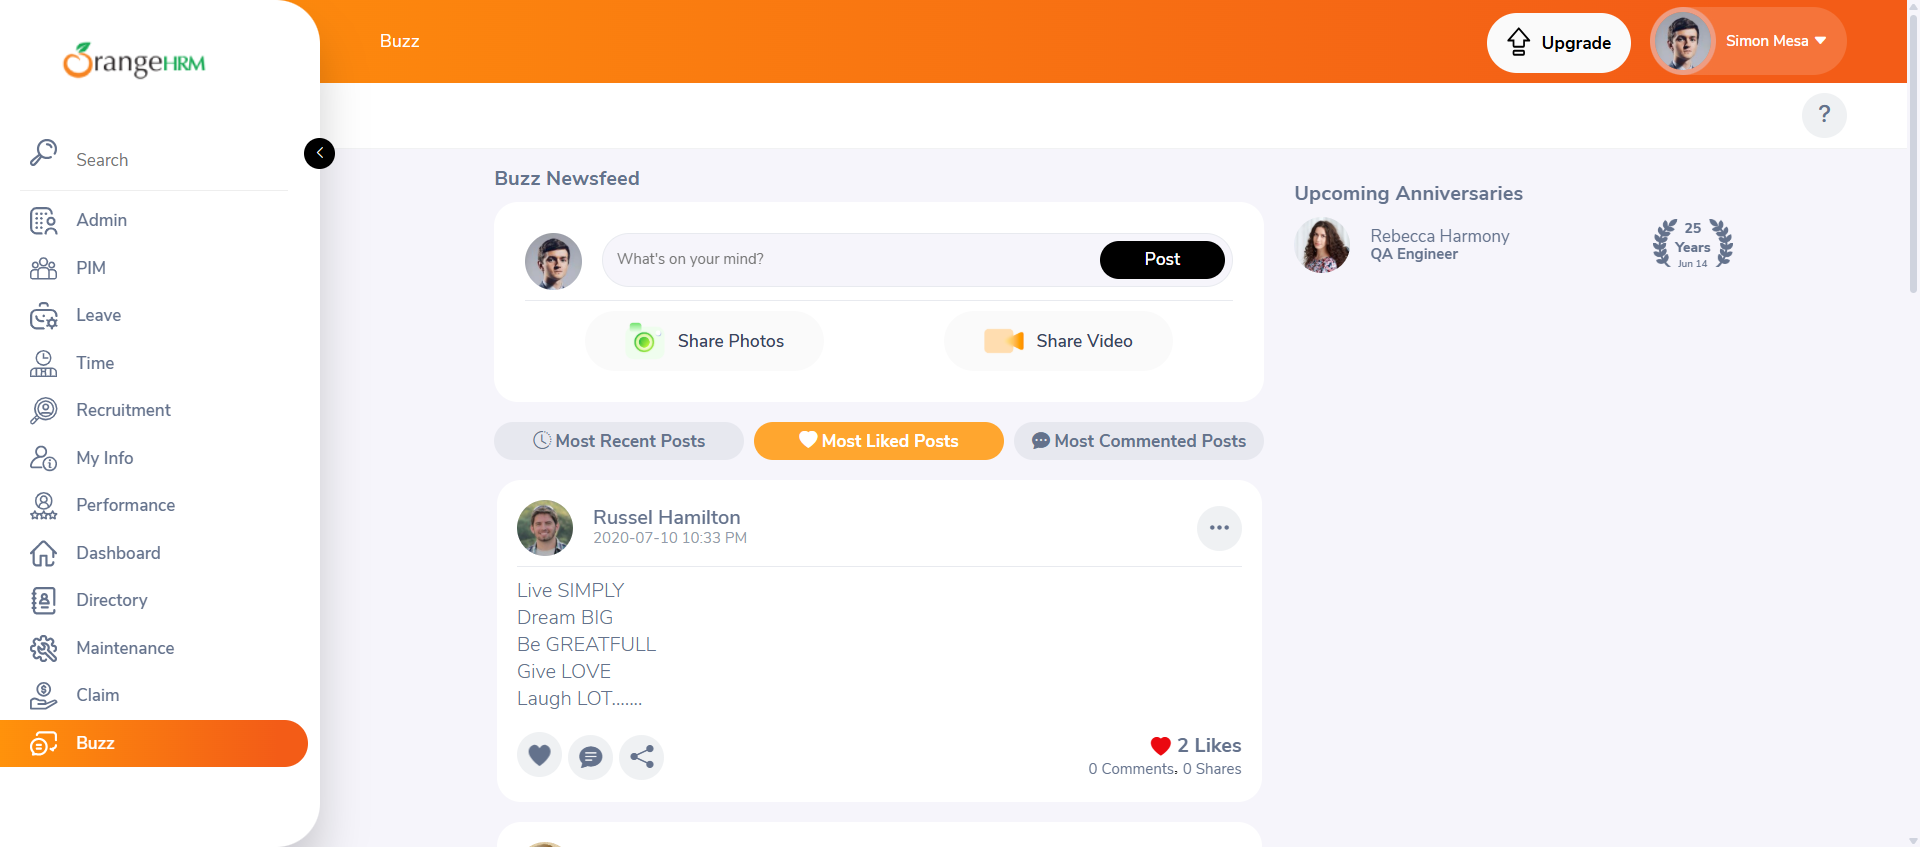 OrangeHRM
Search
Admin
PIM
Leave
Time
Recruitment
My Info
Performance
Dashboard
Directory
Maintenance
Claim
Buzz
Buzz
Upgrade
Simon Mesa
?
Buzz Newsfeed
What's on your mind?
Post
Share Photos
Share Video
Most Recent Posts
Most Liked Posts
Most Commented Posts
Russel Hamilton
2020-07-10 10:33 PM
Live SIMPLY
Dream BIG
Be GREATFULL
Give LOVE
Laugh LOT.......
2 Likes
0 Comments, 0 Shares
Upcoming Anniversaries
Rebecca Harmony
QA Engineer
25
Years
Jun 14